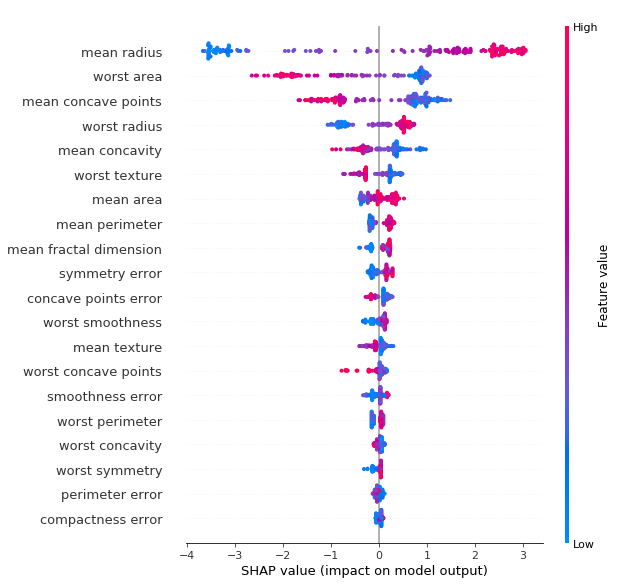 High
mean radius
worst area
mean concave points
worst radius
mean concavity
worst texture
mean area
mean perimeter
mean fractal dimension
symmetry error
concave points error
worst smoothness
mean texture
worst concave points
smoothness error
worst perimeter
worst concavity
worst symmetry
perimeter error
compactness error
Feature value
Low
−4 −3 −2 −1 0 1 2 3
SHAP value (impact on model output)